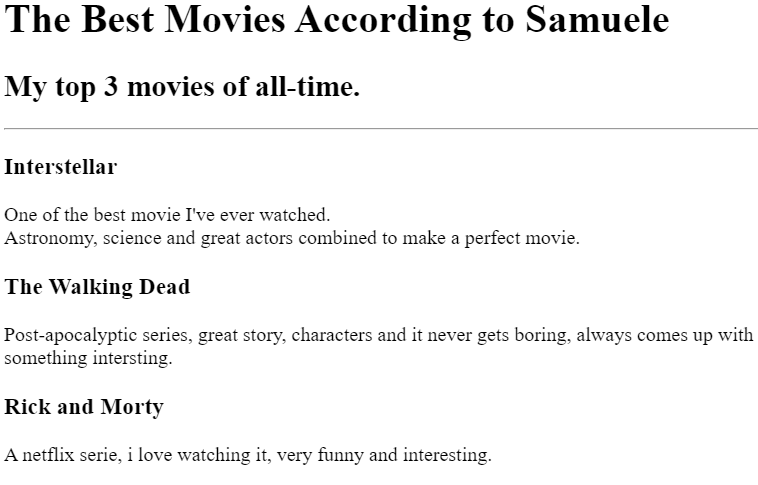 The Best Movies According to Samuele
My top 3 movies of all-time.
Interstellar
One of the best movie I've ever watched.
Astronomy, science and great actors combined to make a perfect movie.
The Walking Dead
Post-apocalyptic series, great story, characters and it never gets boring, always comes up with
something intersting.
Rick and Morty
A netflix serie, i love watching it, very funny and interesting.